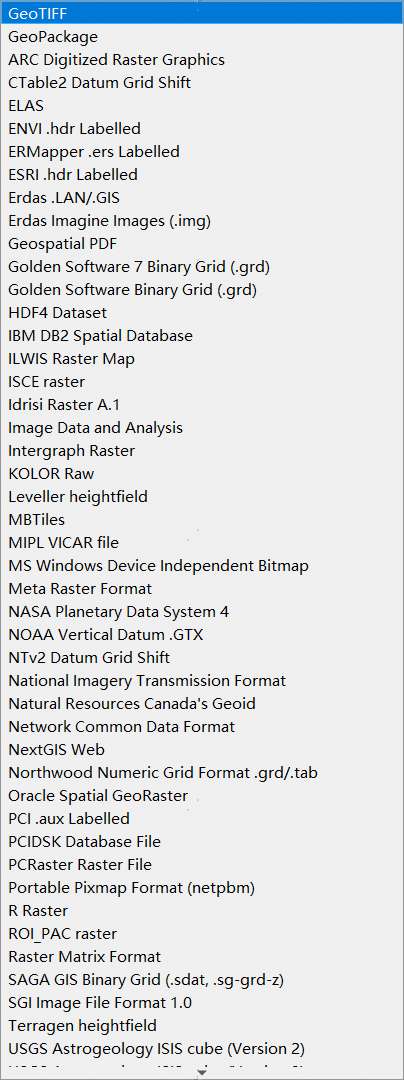 GeoTIFF
GeoPackage
ARC Digitized Raster Graphics
CTable2 Datum Grid Shift
ELAS
ENVI .hdr Labelled
ERMapper .ers Labelled
ESRI .hdr Labelled
Erdas .LAN/.GIS
Erdas Imagine Images (.img)
Geospatial PDF
Golden Software 7 Binary Grid (.grd)
Golden Software Binary Grid (.grd)
HDF4 Dataset
IBM DB2 Spatial Database
ILWIS Raster Map
ISCE raster
Idrisi Raster A.1
Image Data and Analysis
Intergraph Raster
KOLOR Raw
Leveller heightfield
MBTiles
MIPL VICAR file
MS Windows Device Independent Bitmap
Meta Raster Format
NASA Planetary Data System 4
NOAA Vertical Datum .GTX
NTv2 Datum Grid Shift
National Imagery Transmission Format
Natural Resources Canada's Geoid
Network Common Data Format
NextGIS Web
Northwood Numeric Grid Format .grd/.tab
Oracle Spatial GeoRaster
PCI .aux Labelled
PCIDSK Database File
PCRaster Raster File
Portable Pixmap Format (netpbm)
R Raster
ROI_PAC raster
Raster Matrix Format
SAGA GIS Binary Grid (.sdat, .sg-grd-z)
SGI Image File Format 1.0
Terragen heightfield
USGS Astrogeology ISIS cube (Version 2)